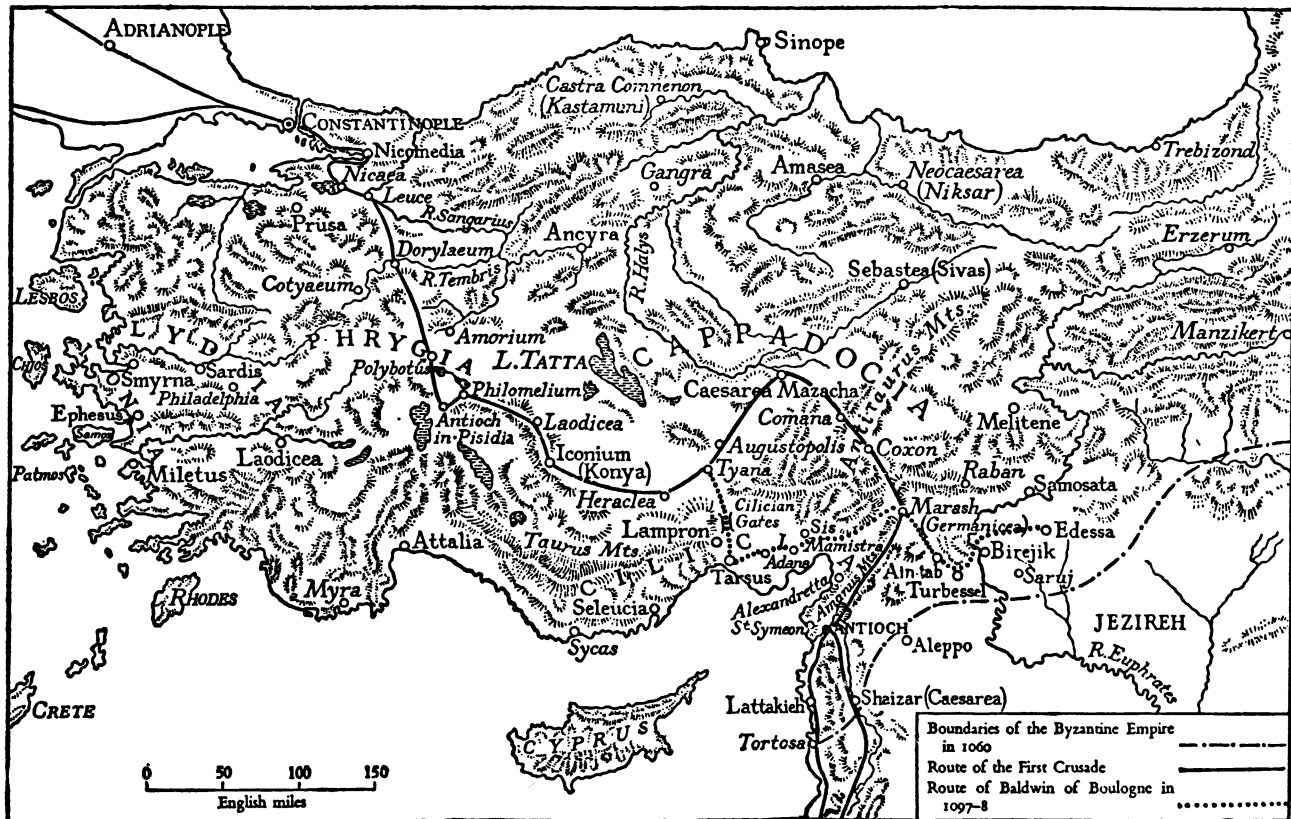 ADRIANOPLE
Sinope
Castra Comnenon
(Kastamuni)
CONSTANTINOPLE
Nicomedia
Trebizond
Nicaea
Gangra
Amasea
Neocaesarea
(Niksar)
Leuce
R. Sangarius
Prusa
Ancyra
Erzerum
Dorylaeum
R. Halys
R. Tembris
Sebastea (Sivas)
Cotyaeum
LESBOS
Amorium
Manzikert
LYDIA
PHRYGIA
L. TATTA
CAPPADOCIA
Antitaurus Mts.
Polybotus
Chios
Sardis
Smyrna
Philadelphia
Philomelium
Caesarea Mazacha
Comana
Melitene
Ephesus
Samos
Antioch
in Pisidia
Laodicea
Augustopolis
Coxon
Laodicea
Iconium
(Konya)
Tyana
Raban
Patmos
Miletus
Heraclea
Samosata
Cilician
Gates
Marash
(Germanicea)
Lampron
Sis
Edessa
Attalia
Taurus Mts.
CILICIA
Mamistra
Adana
Tarsus
Birejik
Aintab
Saruj
Turbessel
RHODES
Myra
Seleucia
Alexandretta
Amanus Mts
St Symeon
ANTIOCH
JEZIREH
Sycas
Aleppo
R. Euphrates
CRETE
CYPRUS
Lattakieh
Shaizar (Caesarea)
Tortosa
Boundaries of the Byzantine Empire
in 1060
Route of the First Crusade
Route of Baldwin of Boulogne in
1097–8
0 50 100 150
English miles